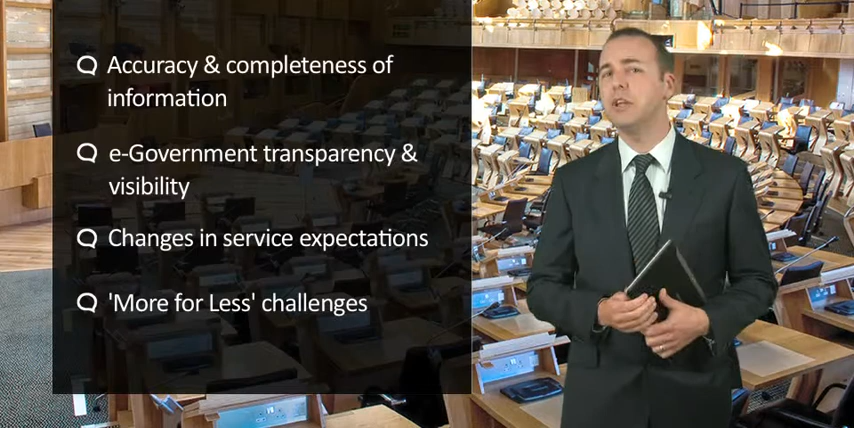 Accuracy & completeness of
information
e-Government transparency &
visibility
Changes in service expectations
'More for Less' challenges